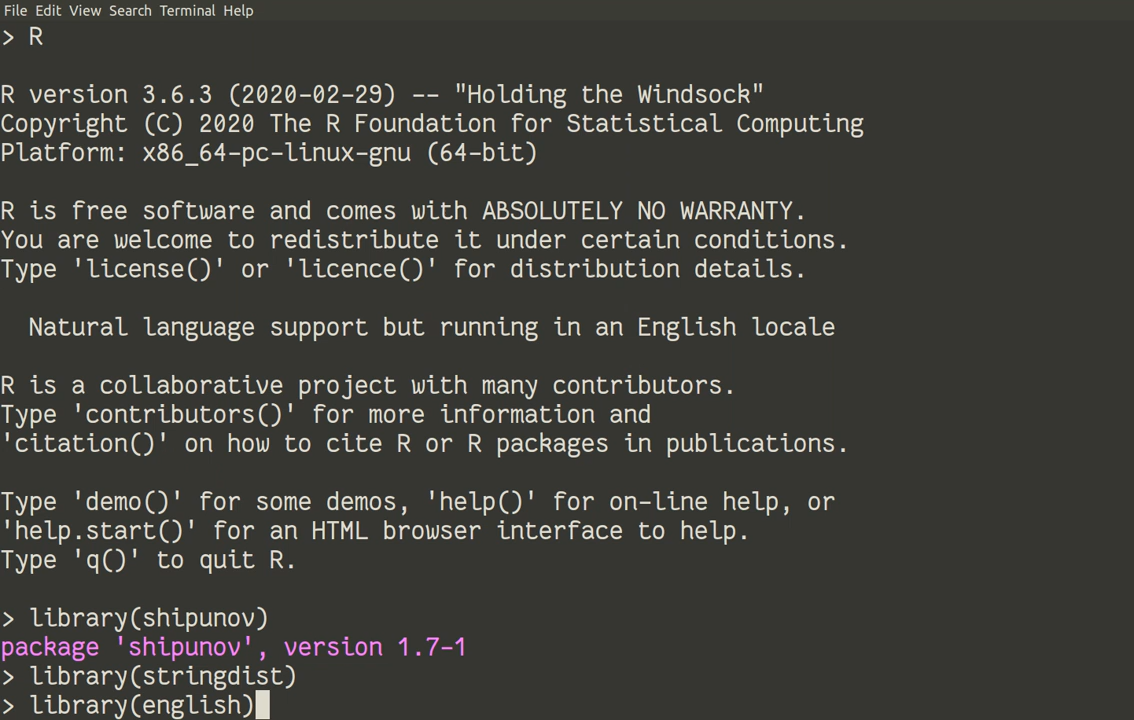 File Edit View Search Terminal Help
> R
R version 3.6.3 (2020-02-29) -- "Holding the Windsock"
Copyright (C) 2020 The R Foundation for Statistical Computing
Platform: x86_64-pc-linux-gnu (64-bit)
R is free software and comes with ABSOLUTELY NO WARRANTY.
You are welcome to redistribute it under certain conditions.
Type 'license()' or 'licence()' for distribution details.
Natural language support but running in an English locale
R is a collaborative project with many contributors.
Type 'contributors()' for more information and
'citation()' on how to cite R or R packages in publications.
Type 'demo()' for some demos, 'help()' for on-line help, or
'help.start()' for an HTML browser interface to help.
Type 'q()' to quit R.
> library(shipunov)
package 'shipunov', version 1.7-1
> library(stringdist)
> library(english)